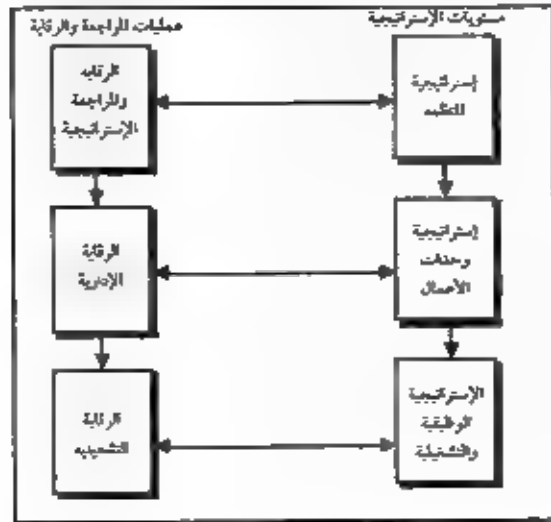 مستويات الإستراتيجية
عمليات المراجعة والرقابة
إستراتيجية
التنظيم
الرقابة
والمراجعة
الإستراتيجية
إستراتيجية
وحدات
الأعمال
الرقابة
الإدارية
الإستراتيجية
الوظيفية
والتشغيلية
الرقابة
التشغيلية